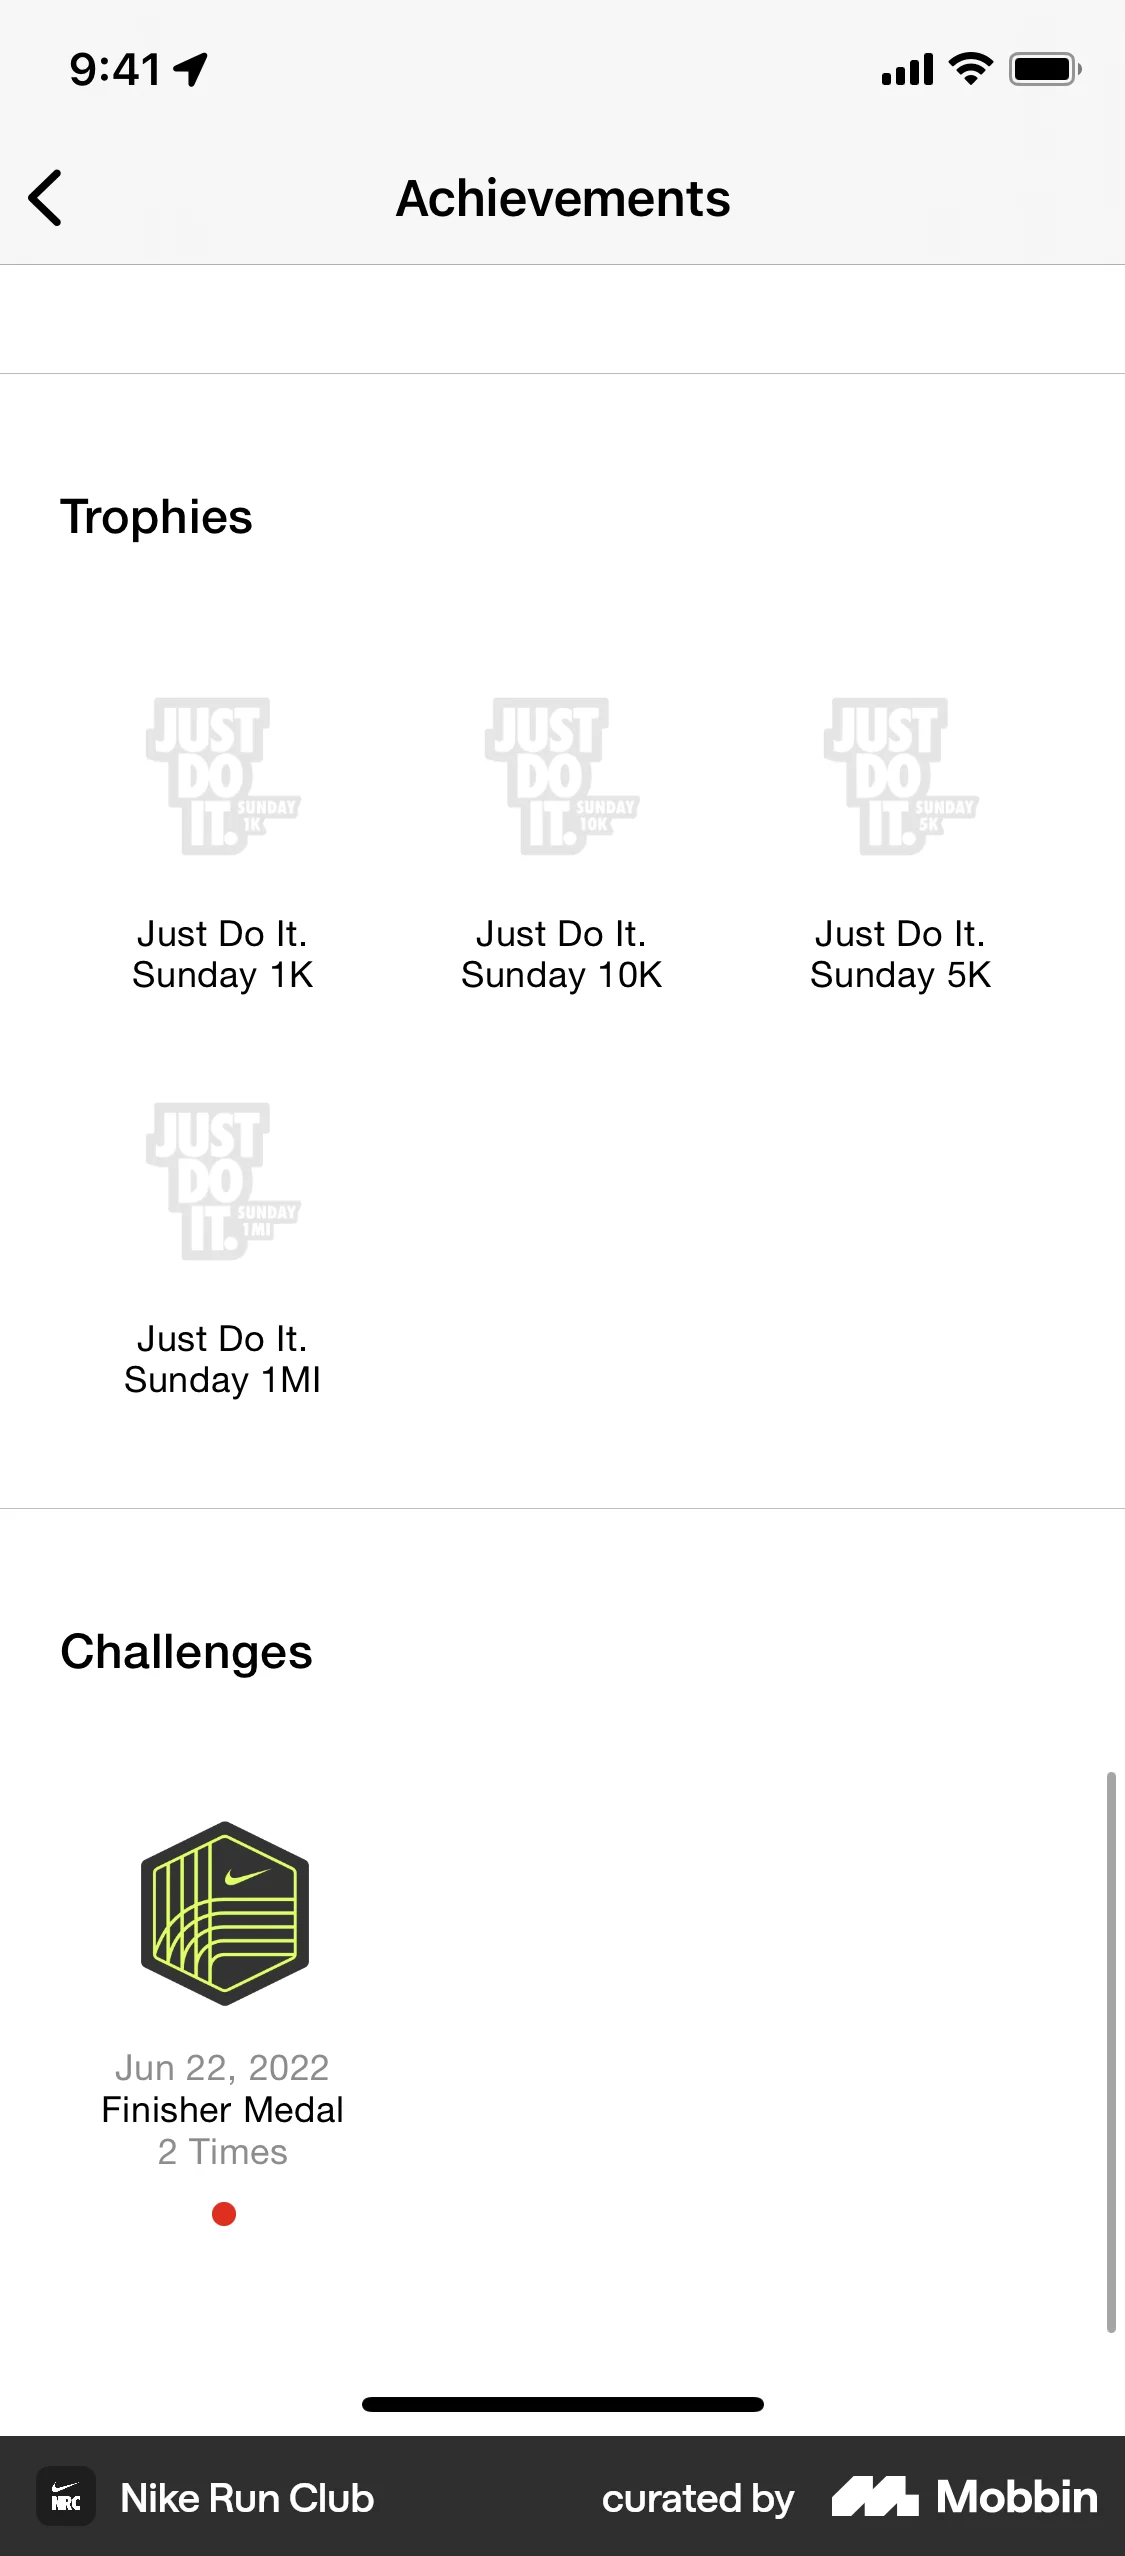 9:41
Achievements
Trophies
JUST
DO
IT.
SUNDAY
1K
JUST
DO
IT.
SUNDAY
10K
JUST
DO
IT.
SUNDAY
5K
Just Do It.
Sunday 1K
Just Do It.
Sunday 10K
Just Do It.
Sunday 5K
JUST
DO
IT.
SUNDAY
1MI
Just Do It.
Sunday 1MI
Challenges
Jun 22, 2022
Finisher Medal
2 Times
NRC
Nike Run Club
curated by
Mobbin